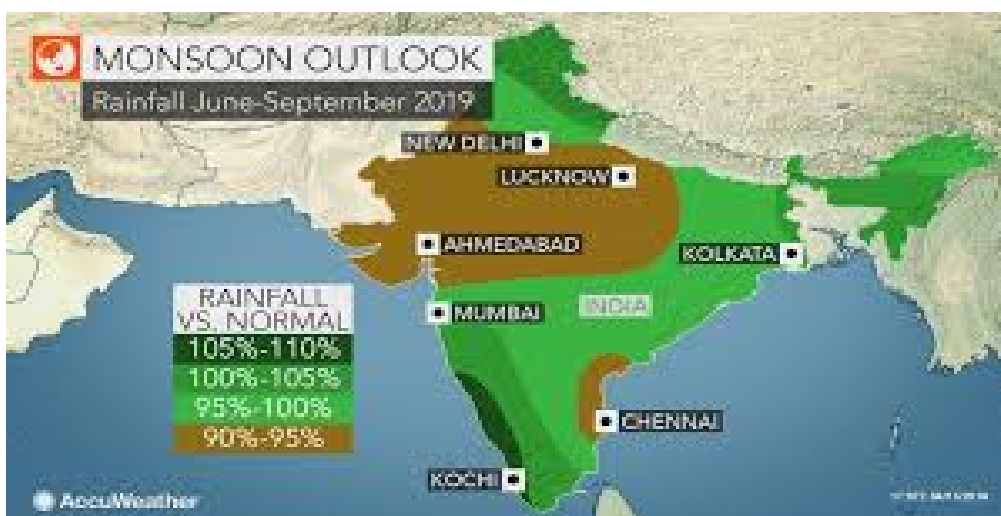 MONSOON OUTLOOK
Rainfall June-September 2019
NEW DELHI
LUCKNOW
AHMEDABAD
KOLKATA
INDIA
MUMBAI
RAINFALL
VS. NORMAL
105%-110%
100%-105%
95%-100%
90%-95%
CHENNAI
KOCHI
AccuWeather